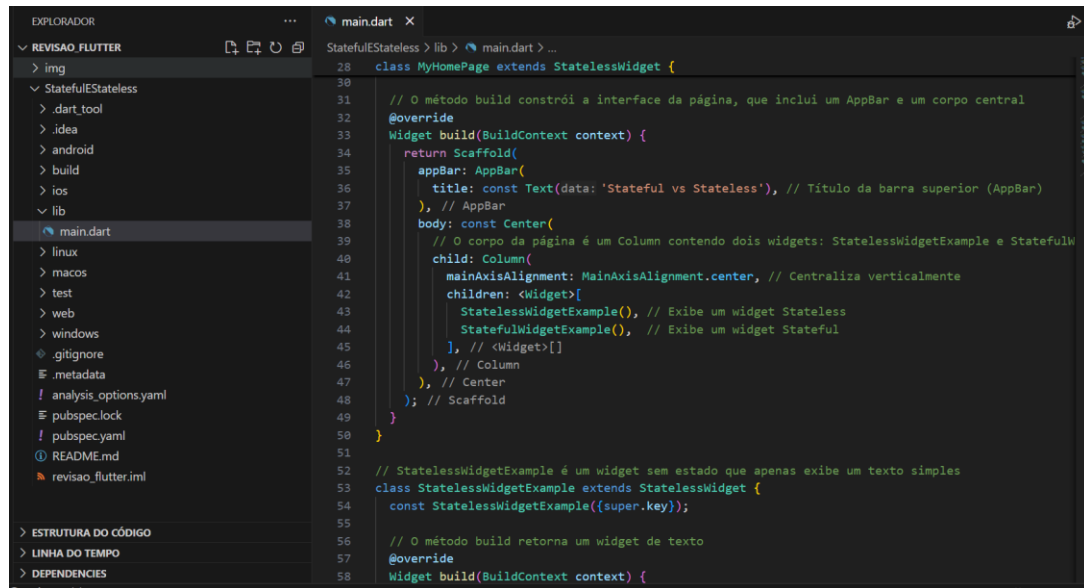 EXPLORADOR
REVISAO_FLUTTER
img
StatefulEStateless
.dart_tool
.idea
android
build
ios
lib
main.dart
linux
macos
test
web
windows
.gitignore
.metadata
analysis_options.yaml
pubspec.lock
pubspec.yaml
README.md
revisao_flutter.iml
ESTRUTURA DO CÓDIGO
LINHA DO TEMPO
DEPENDENCIES
main.dart
StatefulEStateless > lib > main.dart > ...
28 class MyHomePage extends StatelessWidget {
30
31 // O método build constrói a interface da página, que inclui um AppBar e um corpo central
32 @override
33 Widget build(BuildContext context) {
34 return Scaffold(
35 appBar: AppBar(
36 title: const Text(data: 'Stateful vs Stateless'), // Título da barra superior (AppBar)
37 ), // AppBar
38 body: const Center(
39 // O corpo da página é um Column contendo dois widgets: StatelessWidgetExample e StatefulW
40 child: Column(
41 mainAxisAlignment: MainAxisAlignment.center, // Centraliza verticalmente
42 children: <Widget>[
43 StatelessWidgetExample(), // Exibe um widget Stateless
44 StatefulWidgetExample(), // Exibe um widget Stateful
45 ], // <Widget>[]
46 ), // Column
47 ), // Center
48 ); // Scaffold
49 }
50 }
51
52 // StatelessWidgetExample é um widget sem estado que apenas exibe um texto simples
53 class StatelessWidgetExample extends StatelessWidget {
54 const StatelessWidgetExample({super.key});
55
56 // O método build retorna um widget de texto
57 @override
58 Widget build(BuildContext context) {